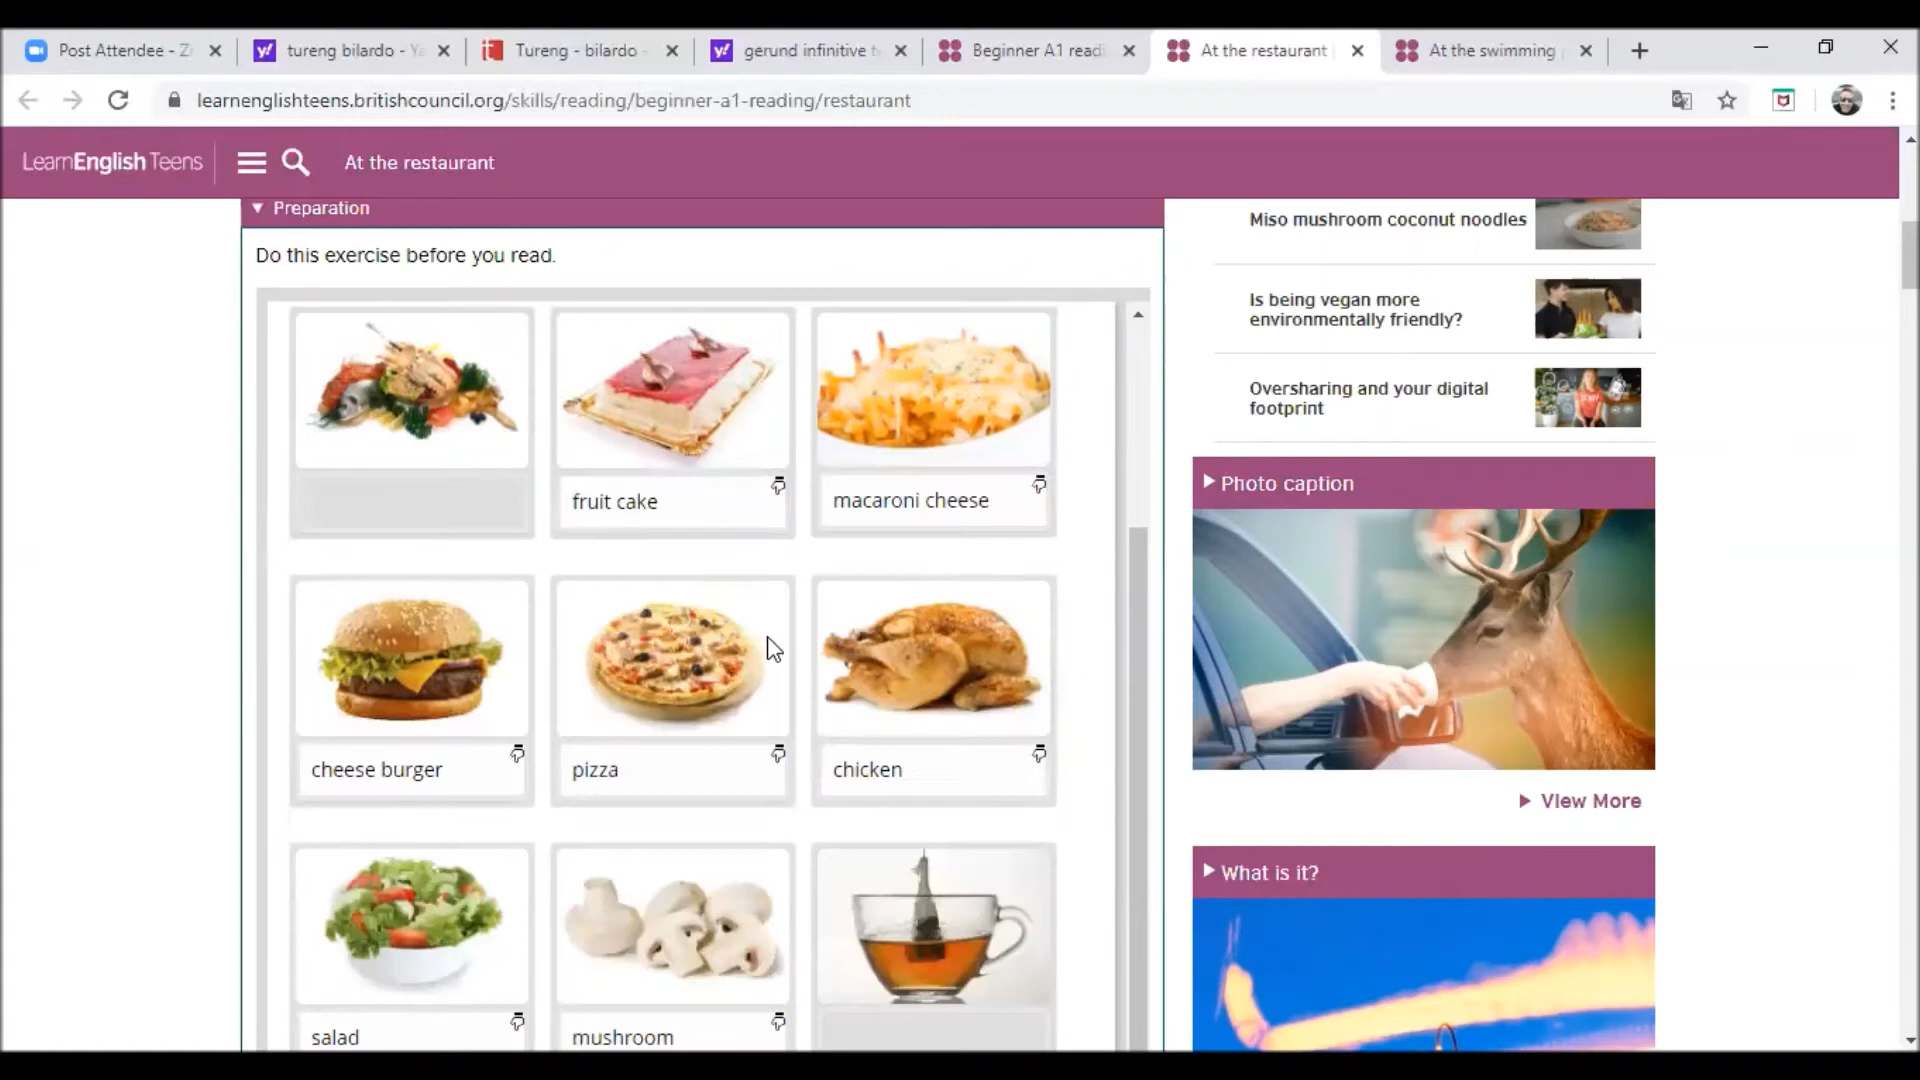 Post Attendee - Z
tureng bilardo - Ya
Tureng - bilardo -
gerund infinitive t
Beginner A1 readi
At the restaurant
At the swimming
learnenglishteens.britishcouncil.org/skills/reading/beginner-a1-reading/restaurant
LearnEnglish Teens
At the restaurant
Preparation
Do this exercise before you read.
fruit cake
macaroni cheese
cheese burger
pizza
chicken
salad
mushroom
Miso mushroom coconut noodles
Is being vegan more
environmentally friendly?
Oversharing and your digital
footprint
Photo caption
View More
What is it?